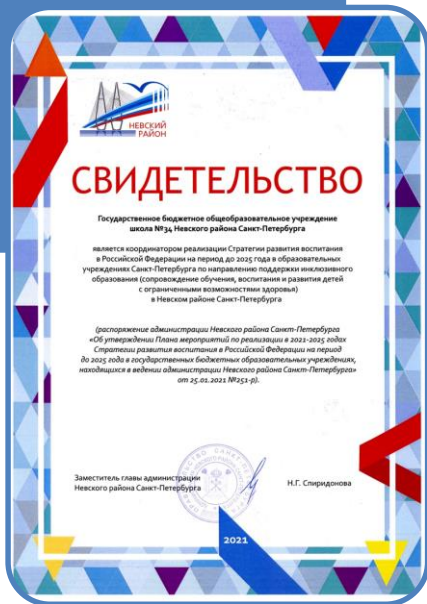 НЕВСКИЙ
РАЙОН
СВИДЕТЕЛЬСТВО
Государственное бюджетное общеобразовательное учреждение
школа №34 Невского района Санкт-Петербурга
является координатором реализации Стратегии развития воспитания
в Российской Федерации на период до 2025 года в образовательных
учреждениях Санкт-Петербурга по направлению поддержки инклюзивного
образования (сопровождение обучения, воспитания и развития детей
с ограниченными возможностями здоровья)
в Невском районе Санкт-Петербурга
(распоряжение администрации Невского района Санкт-Петербурга
«Об утверждении Плана мероприятий по реализации в 2021-2025 годах
Стратегии развития воспитания в Российской Федерации на период
до 2025 года в государственных бюджетных образовательных учреждениях,
находящихся в ведении администрации Невского района Санкт-Петербурга»
от 25.01.2021 №251-р).
Заместитель главы администрации
Невского района Санкт-Петербурга
Н.Г. Спиридонова
2021